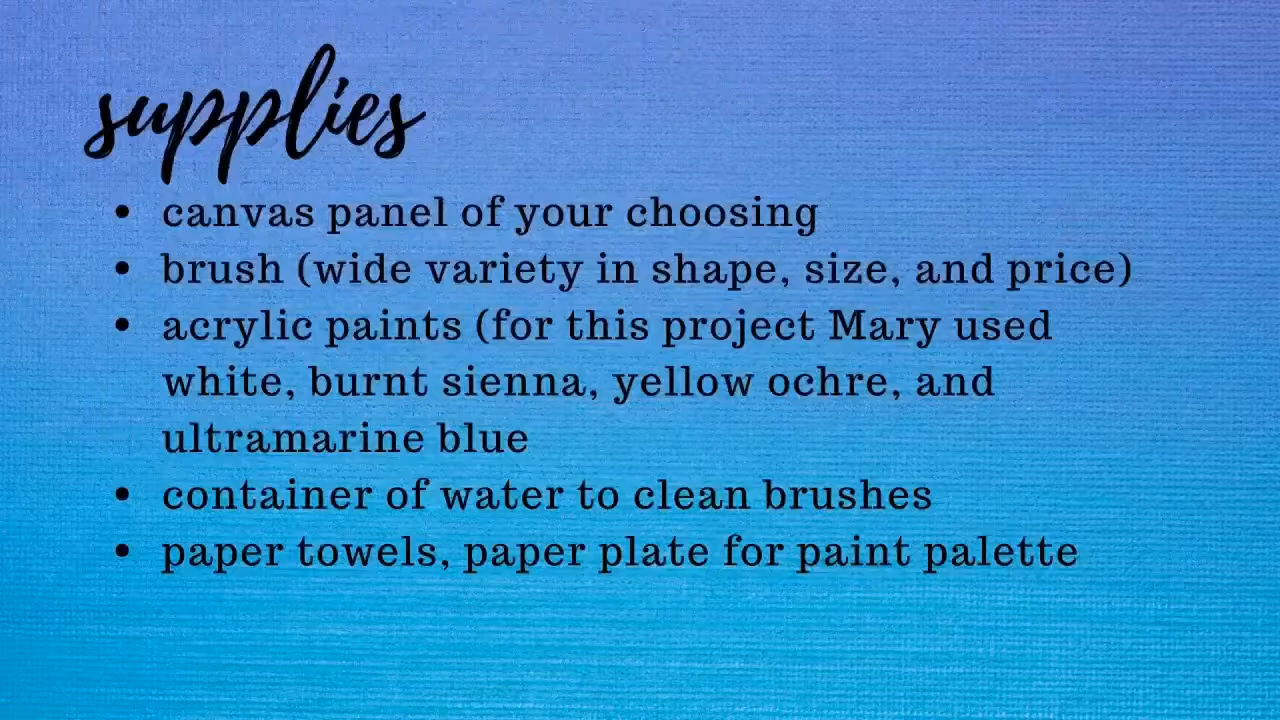 supplies
• canvas panel of your choosing
• brush (wide variety in shape, size, and price)
• acrylic paints (for this project Mary used
white, burnt sienna, yellow ochre, and
ultramarine blue
• container of water to clean brushes
• paper towels, paper plate for paint palette